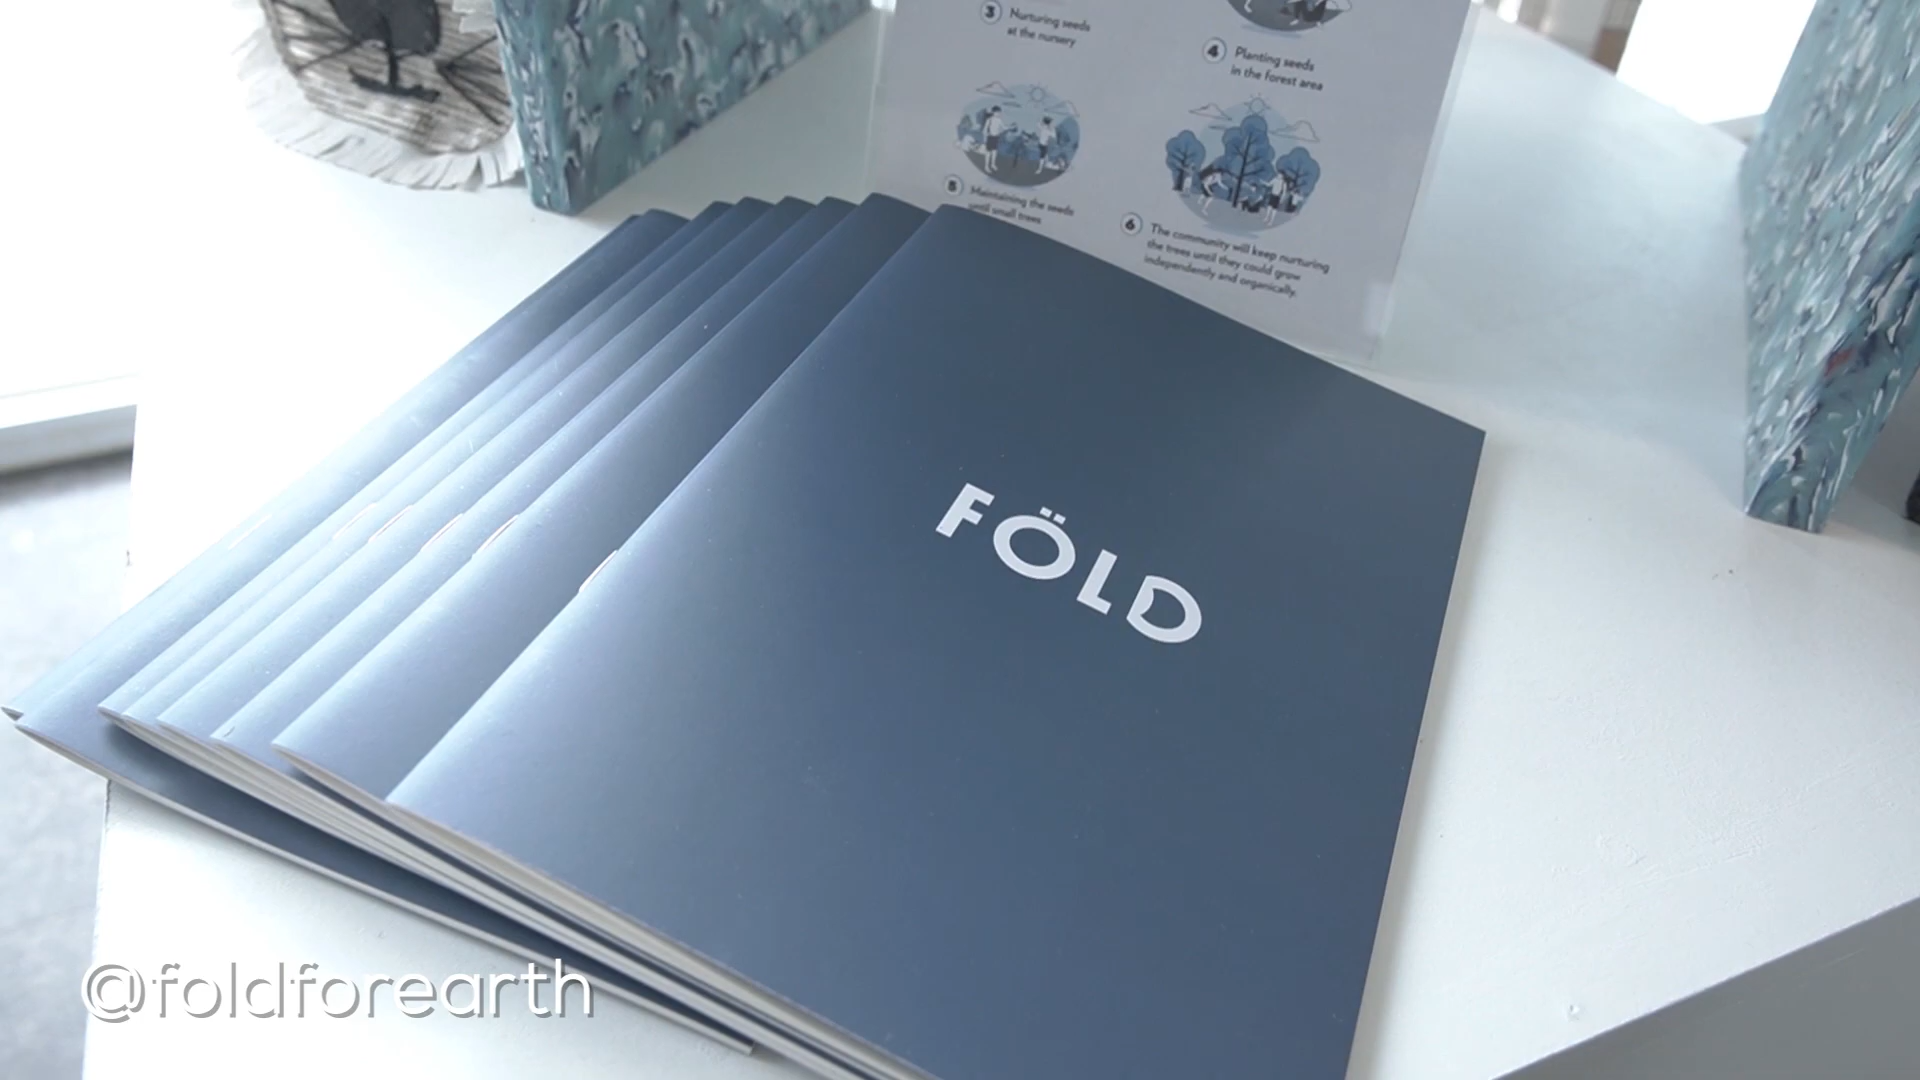 3 Nurturing seeds
at the nursery
4 Planting seeds
in the forest area
5 Maintaining the seeds
until small trees
6 The community will keep nurturing
the trees until they could grow
independently and organically.
FÖLD
@foldforearth